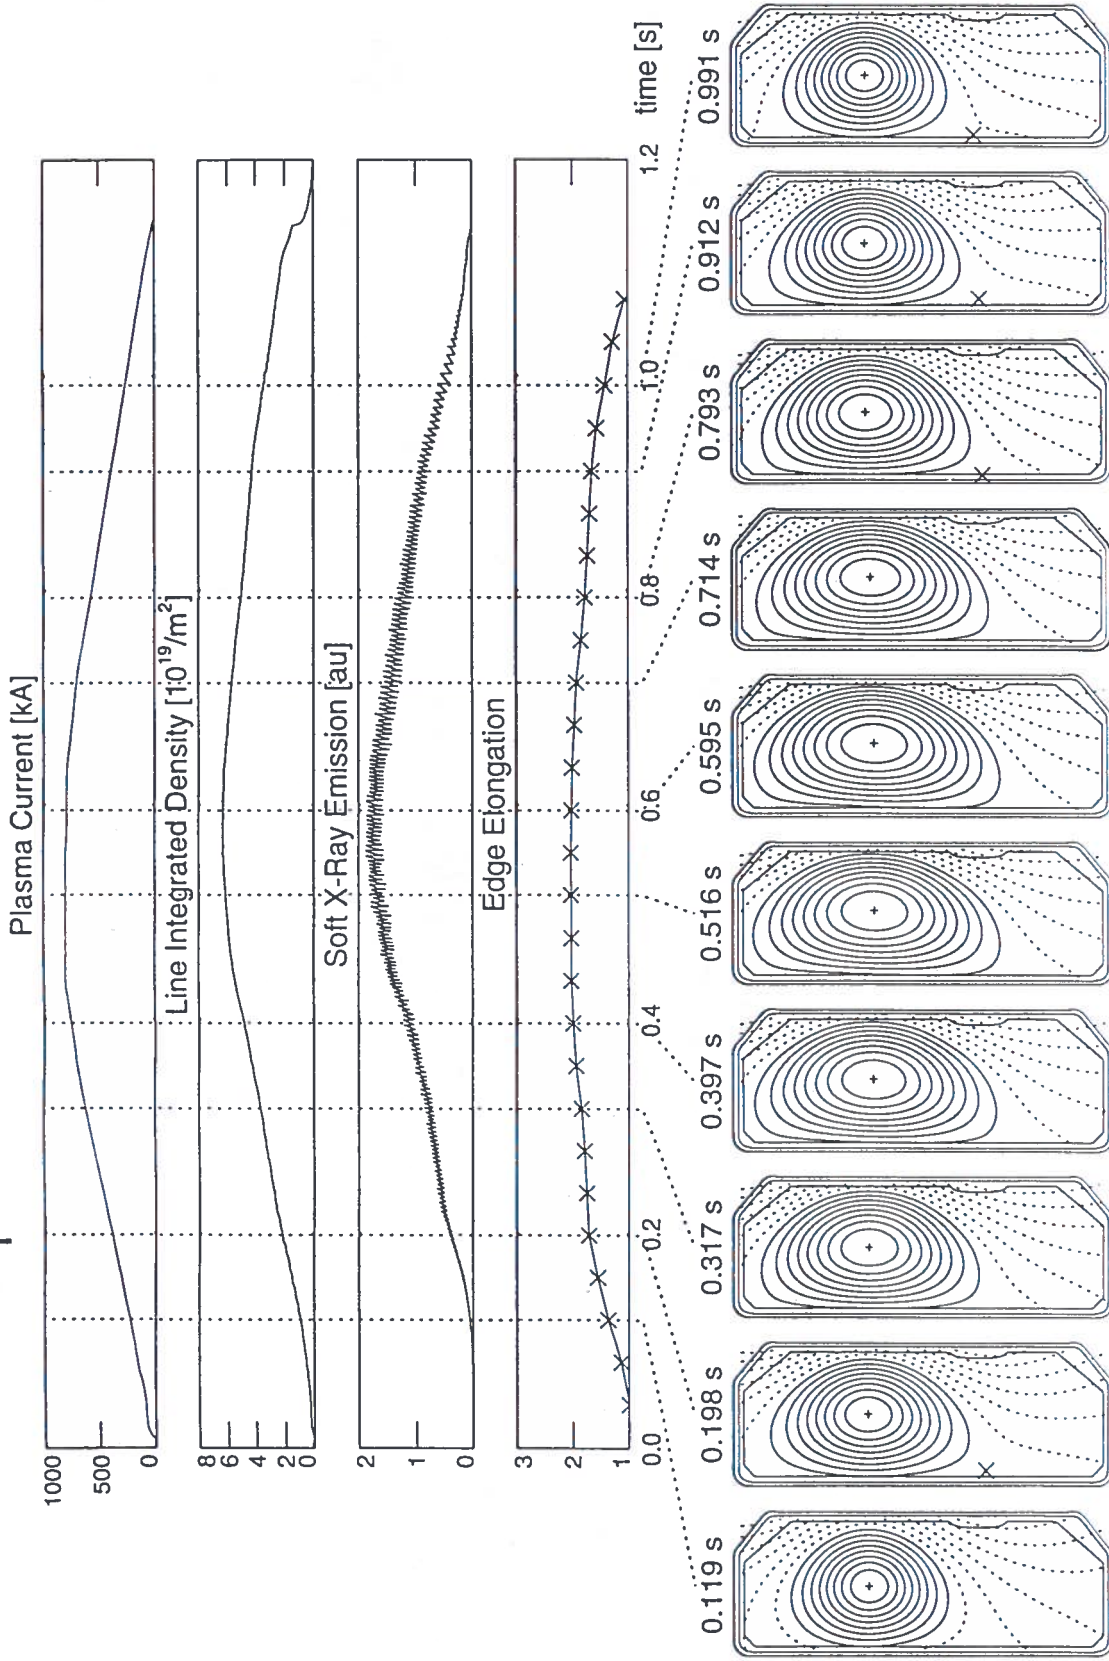 Plasma Current [kA]
1000
500
0
Line Integrated Density [10¹⁹/m²]
8
6
4
2
0
Soft X-Ray Emission [au]
2
1
0
Edge Elongation
3
2
1
0.0 0.2 0.4 0.6 0.8 1.0 1.2 time [s]
0.119 s 0.198 s 0.317 s 0.397 s 0.516 s 0.595 s 0.714 s 0.793 s 0.912 s 0.991 s